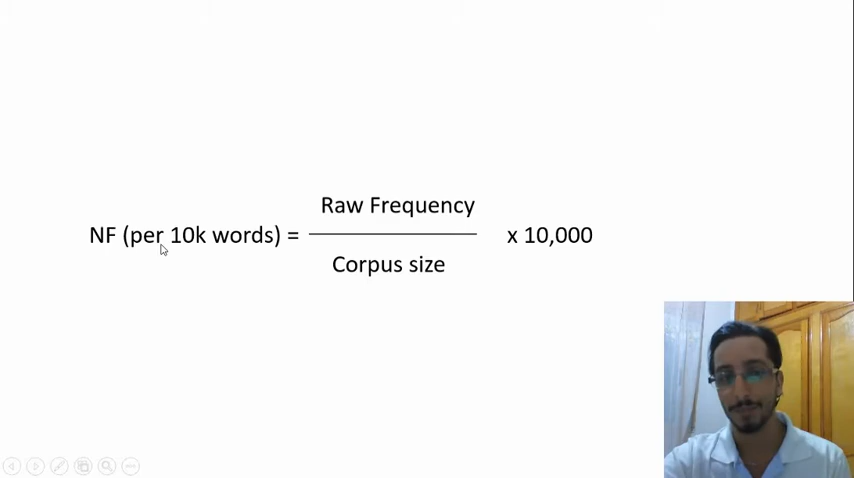 Raw Frequency
NF (per 10k words) = x 10,000
Corpus size